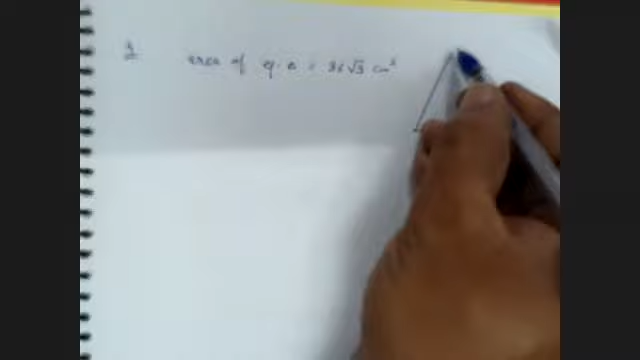 area of eq. Δ = 36√3 cm²